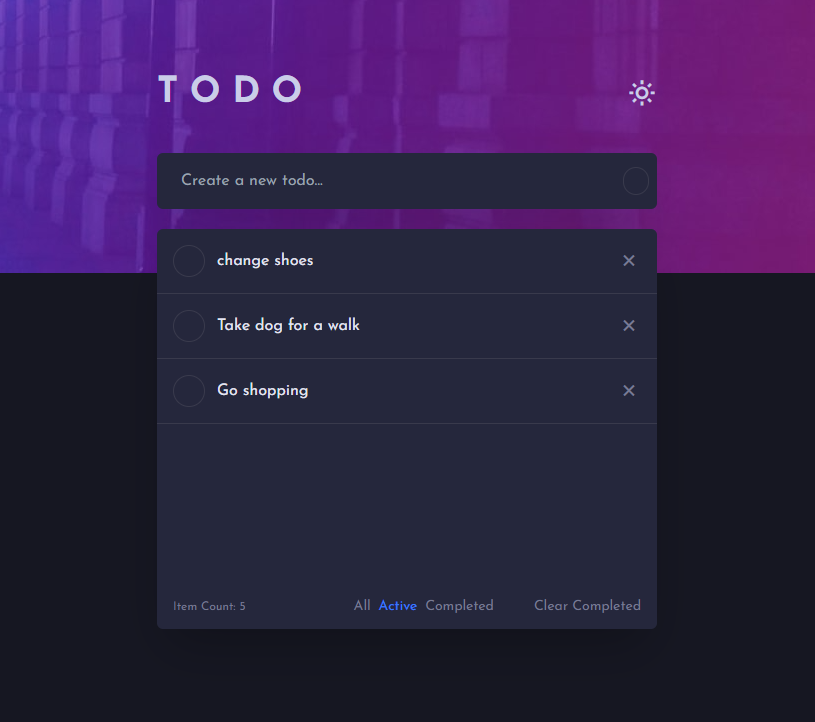 TODO
Create a new todo...
change shoes
Take dog for a walk
Go shopping
Item Count: 5 All Active Completed Clear Completed